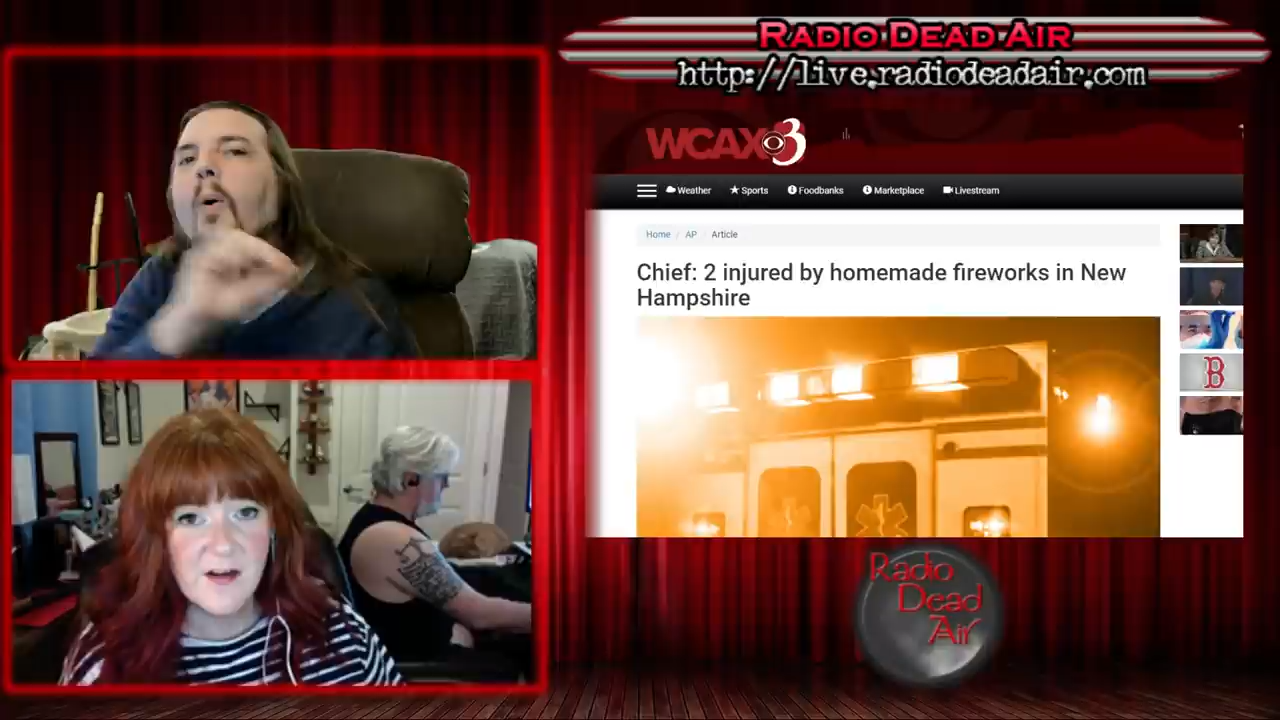 RADIO DEAD AIR
http://live.radiodeadair.com
WCAX 3
Weather Sports Foodbanks Marketplace Livestream
Home / AP / Article
Chief: 2 injured by homemade fireworks in New
Hampshire
B
Radio
Dead
Air